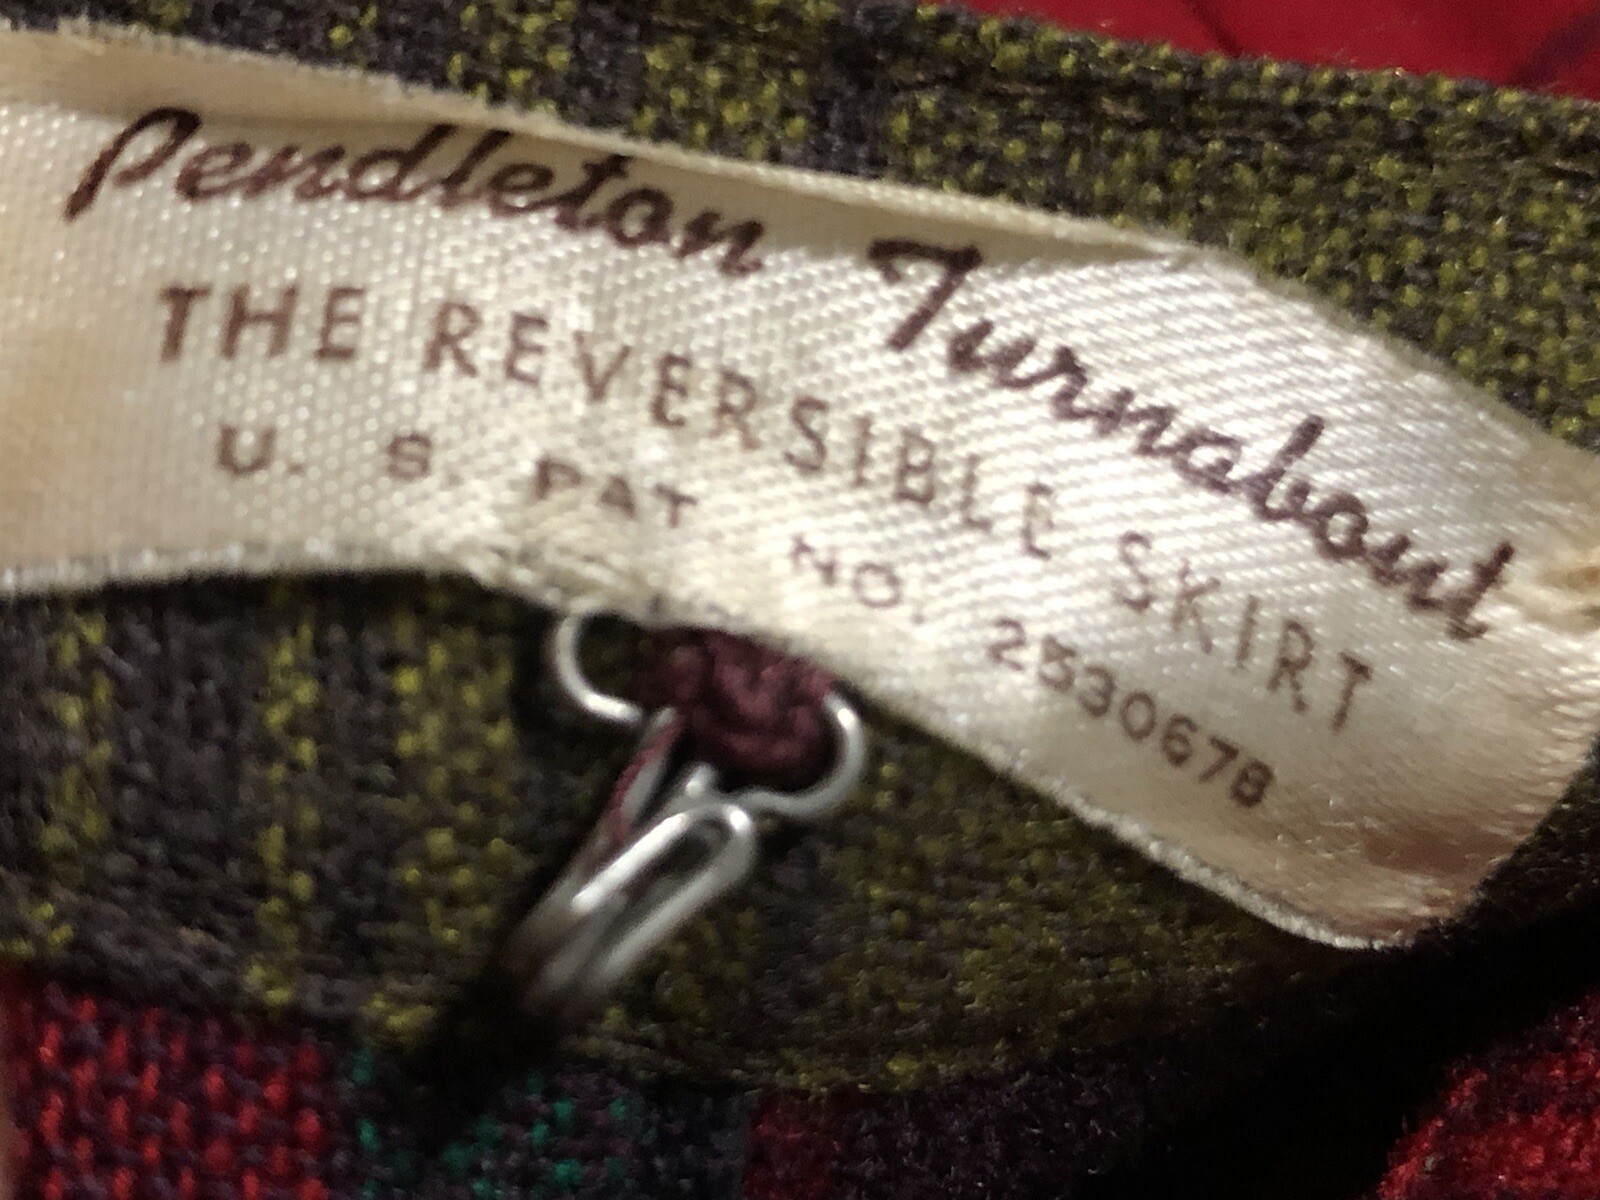 Pendleton Turnabout
THE REVERSIBLE SKIRT
U. S. PAT NO. 2530678